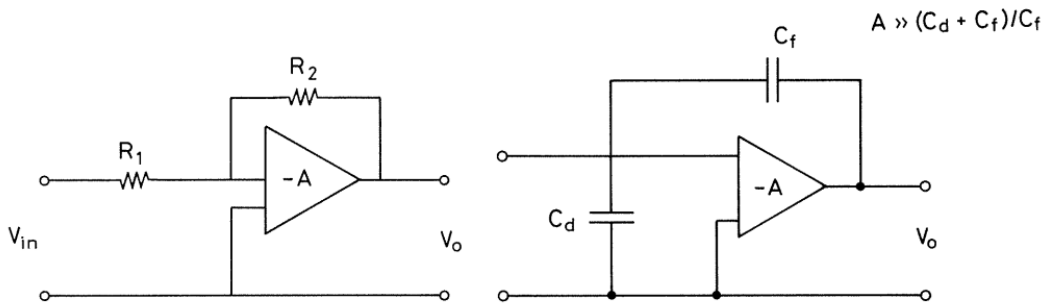 A » (C_d + C_f)/C_f
C_f
R_2
R_1
-A
-A
C_d
V_in
V_o
V_o